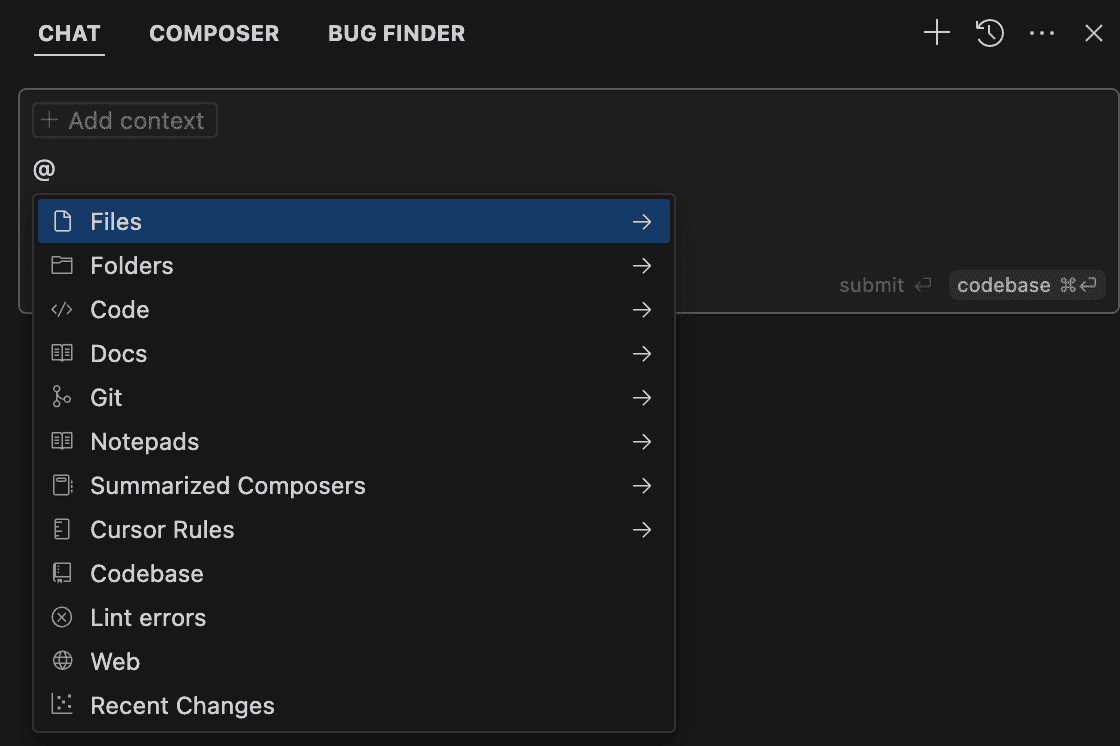 CHAT COMPOSER BUG FINDER
+ Add context
@
Files →
Folders →
Code →
Docs →
Git →
Notepads →
Summarized Composers →
Cursor Rules →
Codebase
Lint errors
Web
Recent Changes
submit ⏎ codebase ⌘⏎